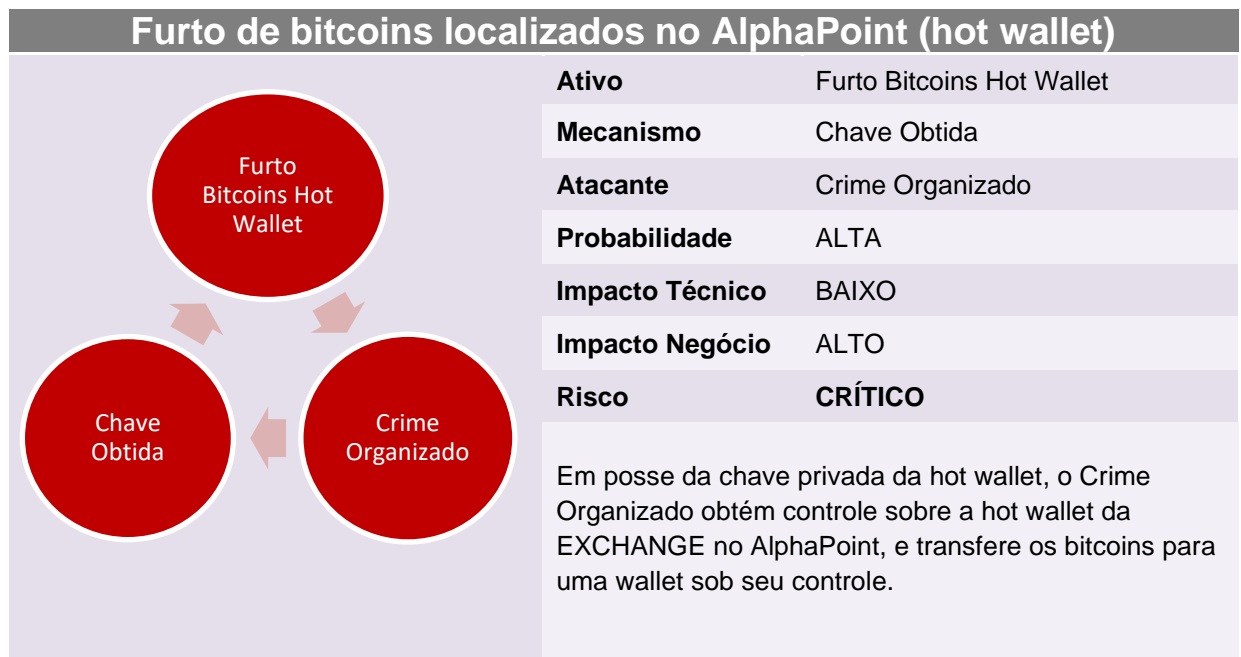 Furto de bitcoins localizados no AlphaPoint (hot wallet)
Furto
Bitcoins Hot
Wallet
Chave
Obtida
Crime
Organizado
Ativo Furto Bitcoins Hot Wallet
Mecanismo Chave Obtida
Atacante Crime Organizado
Probabilidade ALTA
Impacto Técnico BAIXO
Impacto Negócio ALTO
Risco CRÍTICO
Em posse da chave privada da hot wallet, o Crime
Organizado obtém controle sobre a hot wallet da
EXCHANGE no AlphaPoint, e transfere os bitcoins para
uma wallet sob seu controle.